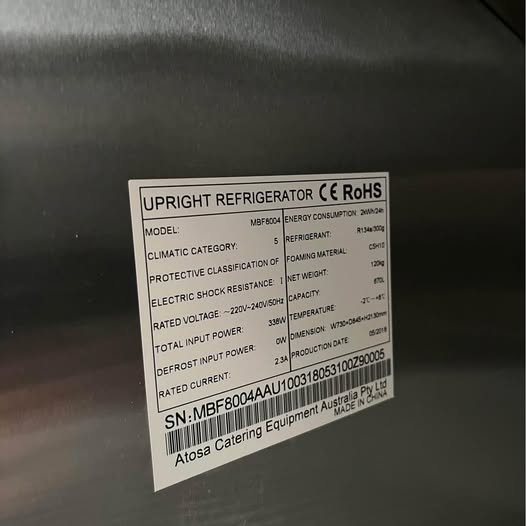 UPRIGHT REFRIGERATOR CE RoHS
MODEL: MBF8004
CLIMATIC CATEGORY: 5
PROTECTIVE CLASSIFICATION OF
ELECTRIC SHOCK RESISTANCE: I
RATED VOLTAGE: ~220V~240V/50Hz
TOTAL INPUT POWER: 338W
DEFROST INPUT POWER: 0W
RATED CURRENT: 2.3A
ENERGY CONSUMPTION: 2kWh/24h
REFRIGERANT: R134a/300g
FOAMING MATERIAL: C5H10
NET WEIGHT: 120kg
CAPACITY: 670L
TEMPERATURE: -2℃~+8℃
DIMENSION: W730×D845×H2130mm
PRODUCTION DATE: 05/2018
SN:MBF8004AAU100318053100Z90005
Atosa Catering Equipment Australia Pty Ltd
MADE IN CHINA